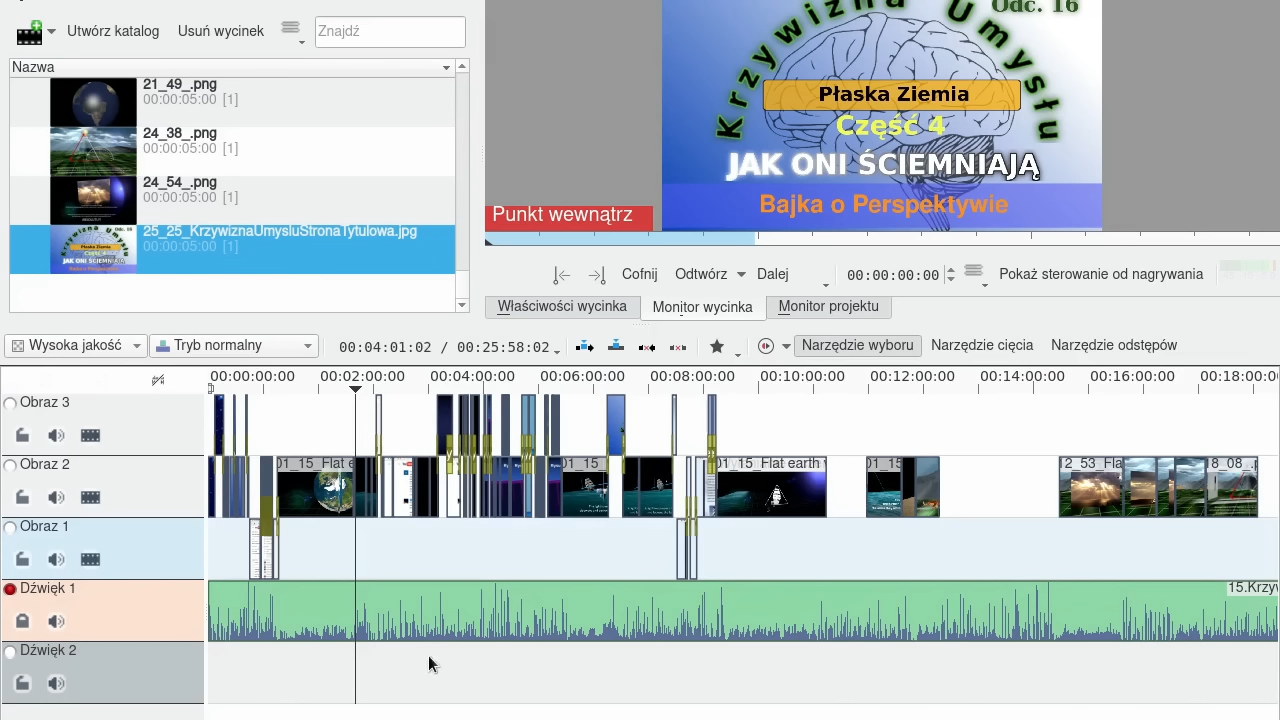 Utwórz katalog
Usuń wycinek
Znajdź
Nazwa
21_49_.png
00:00:05:00 [1]
24_38_.png
00:00:05:00 [1]
24_54_.png
00:00:05:00 [1]
25_25_KrzywiznaUmysluStronaTytulowa.jpg
00:00:05:00 [1]
Odc. 16
Krzywizna Umysłu
Płaska Ziemia
Część 4
JAK ONI ŚCIEMNIAJĄ
Bajka o Perspektywie
Punkt wewnątrz
Cofnij
Odtwórz
Dalej
00:00:00:00
Pokaż sterowanie od nagrywania
Właściwości wycinka
Monitor wycinka
Monitor projektu
Wysoka jakość
Tryb normalny
00:04:01:02 / 00:25:58:02
Narzędzie wyboru
Narzędzie cięcia
Narzędzie odstępów
00:00:00:00
00:02:00:00
00:04:00:00
00:06:00:00
00:08:00:00
00:10:00:00
00:12:00:00
00:14:00:00
00:16:00:00
00:18:00:0
Obraz 3
Obraz 2
01_15_Flat e
01_15_
01_15_Flat earth
01_15
12_53_Fla
18_08_.p
Obraz 1
Dźwięk 1
15.Krzyw
Dźwięk 2